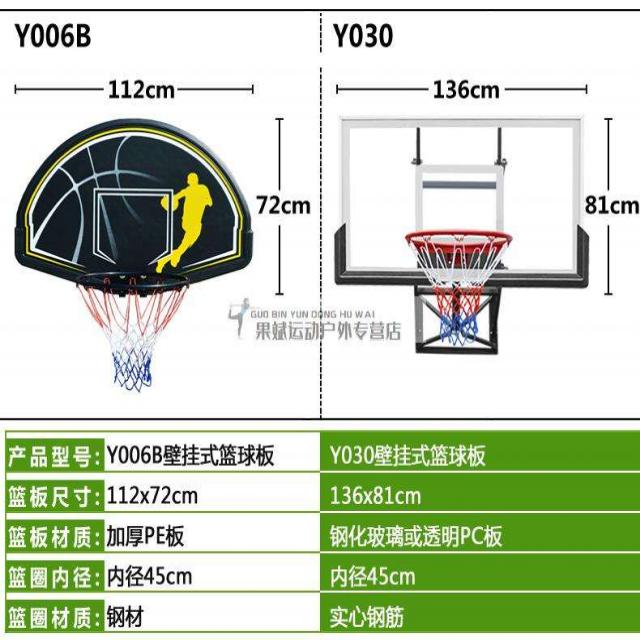 Y006B
Y030
112cm
136cm
72cm
81cm
GUO BIN YUN DONG HU WAI
果斌运动户外专营店
产品型号: Y006B壁挂式篮球板 Y030壁挂式篮球板
篮板尺寸: 112x72cm 136x81cm
篮板材质: 加厚PE板 钢化玻璃或透明PC板
篮圈内径: 内径45cm 内径45cm
篮圈材质: 钢材 实心钢筋